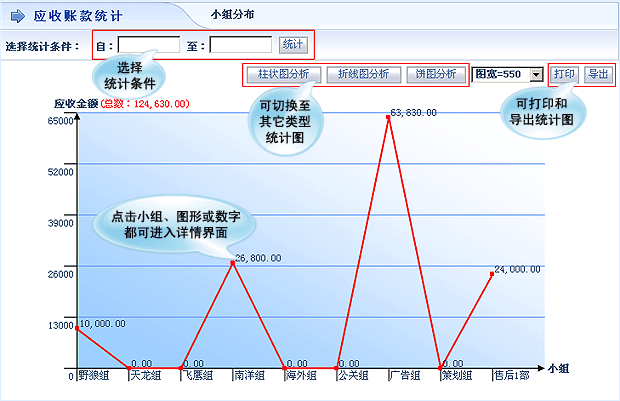 应收账款统计
小组分布
选择统计条件： 自： 至： 统计
选择
统计条件
柱状图分析 折线图分析 饼图分析 图宽=550 打印 导出
可切换至
其它类型
统计图
可打印和
导出统计图
应收金额(总数：124,630.00)
65000
52000
39000
26000
13000
0
点击小组、图形或数字
都可进入详情界面
10,000.00
0.00
0.00
26,800.00
0.00
0.00
63,830.00
0.00
24,000.00
野狼组 天龙组 飞鹰组 南洋组 海外组 公关组 广告组 策划组 售后1部
小组